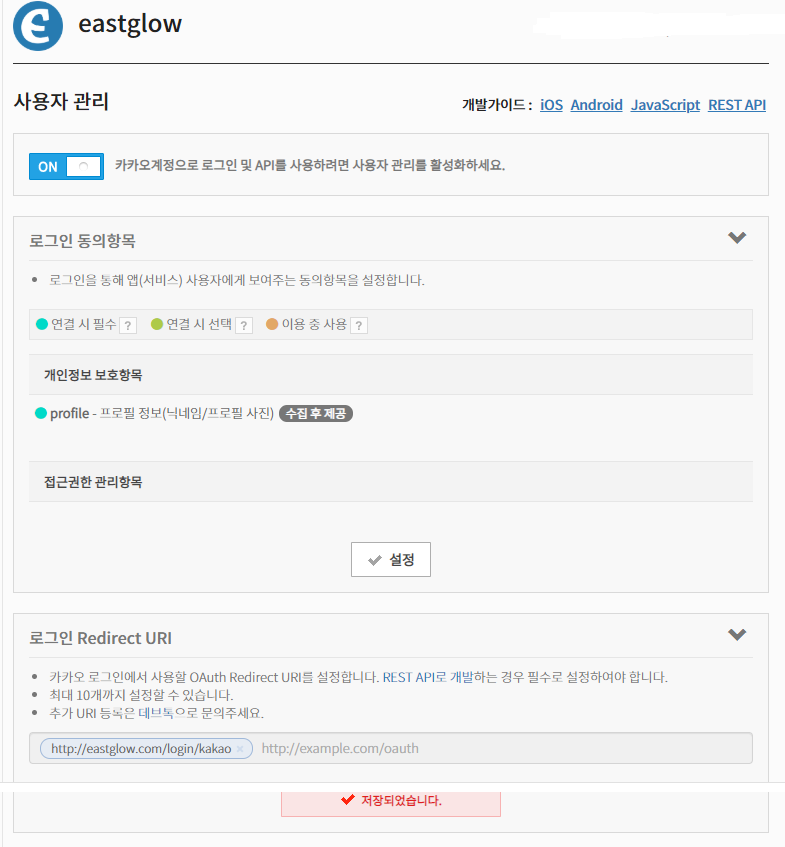 eastglow
사용자 관리
개발가이드 : iOS Android JavaScript REST API
ON 카카오계정으로 로그인 및 API를 사용하려면 사용자 관리를 활성화하세요.
로그인 동의항목
로그인을 통해 앱(서비스) 사용자에게 보여주는 동의항목을 설정합니다.
연결 시 필수 ? 연결 시 선택 ? 이용 중 사용 ?
개인정보 보호항목
profile - 프로필 정보(닉네임/프로필 사진) 수집 후 제공
접근권한 관리항목
설정
로그인 Redirect URI
카카오 로그인에서 사용할 OAuth Redirect URI를 설정합니다. REST API로 개발하는 경우 필수로 설정하여야 합니다.
최대 10개까지 설정할 수 있습니다.
추가 URI 등록은 데브톡으로 문의주세요.
http://eastglow.com/login/kakao × http://example.com/oauth
저장되었습니다.